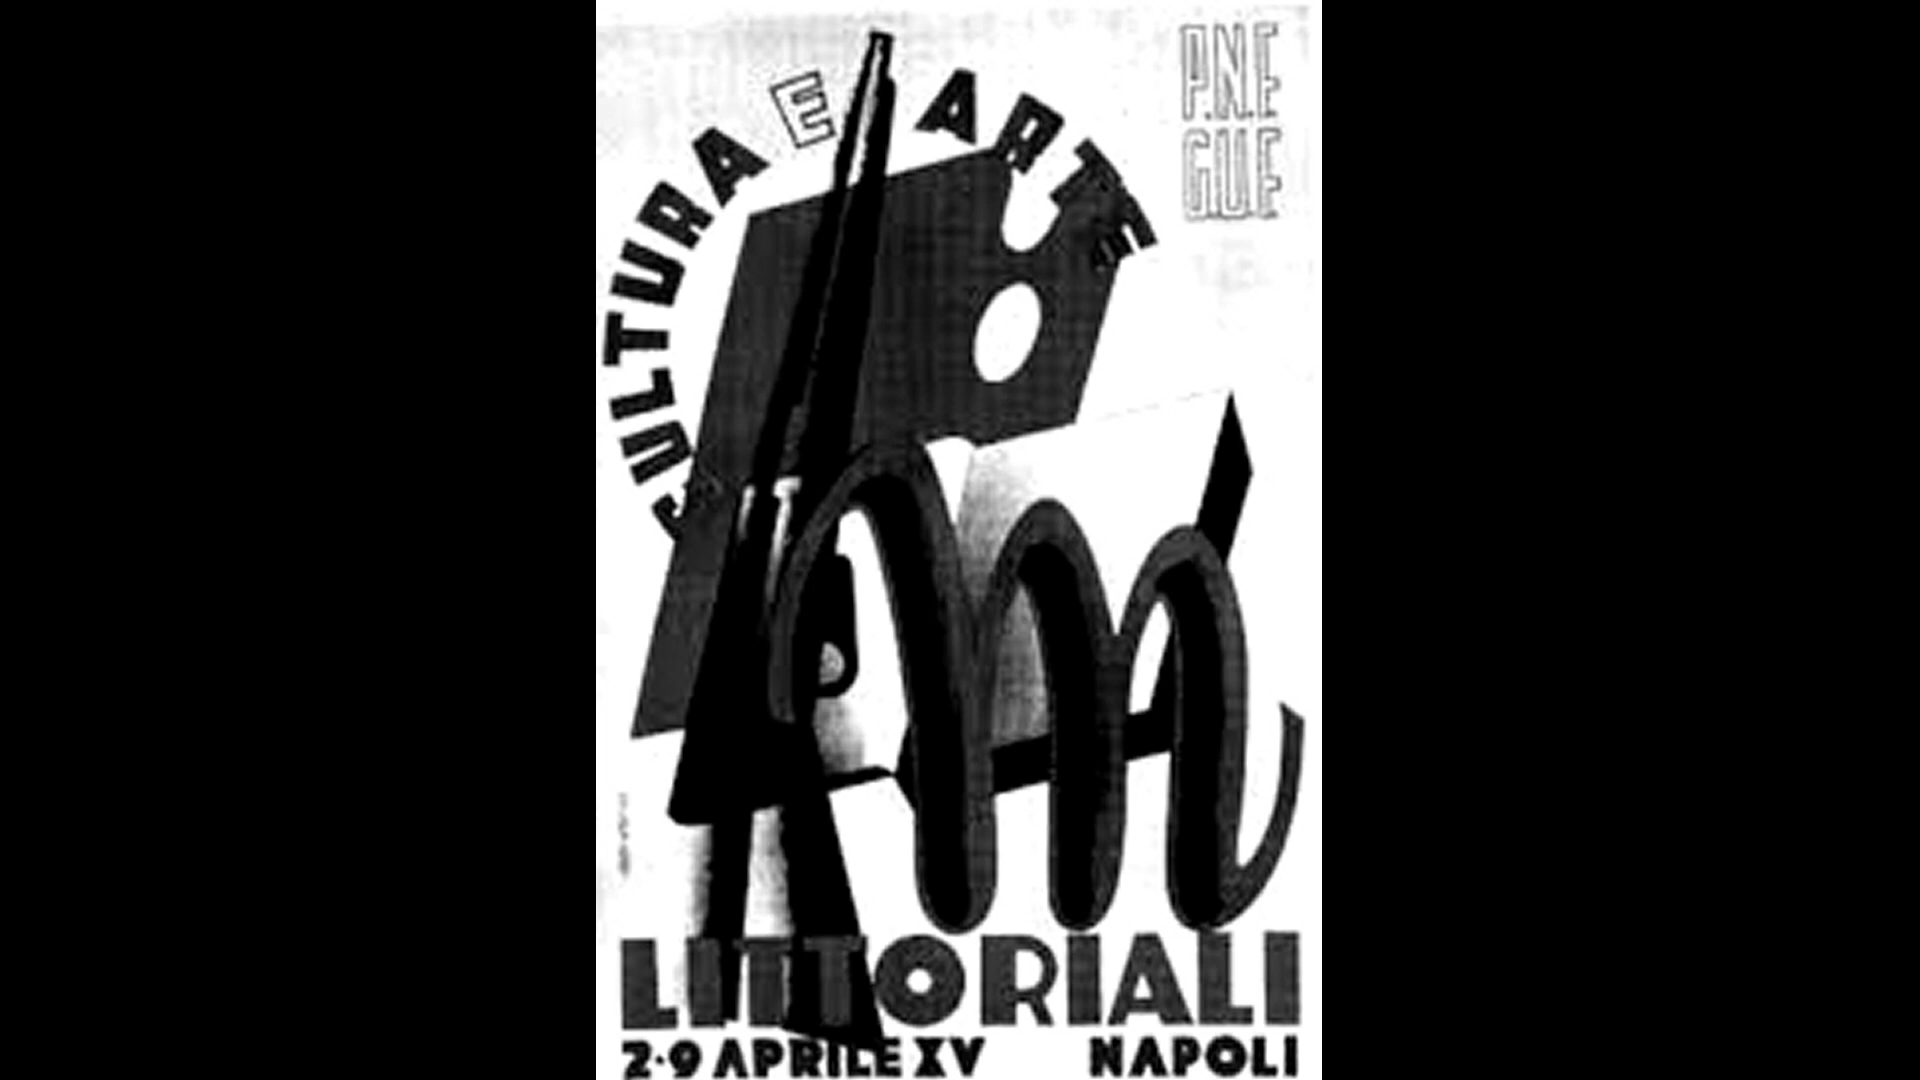 P.N.F.
G.U.F.
CULTURA E ARTE
m
LITTORIALI
2·9 APRILE XV NAPOLI